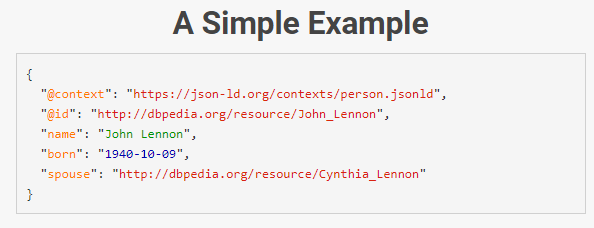 A Simple Example
{
  "@context": "https://json-ld.org/contexts/person.jsonld",
  "@id": "http://dbpedia.org/resource/John_Lennon",
  "name": "John Lennon",
  "born": "1940-10-09",
  "spouse": "http://dbpedia.org/resource/Cynthia_Lennon"
}